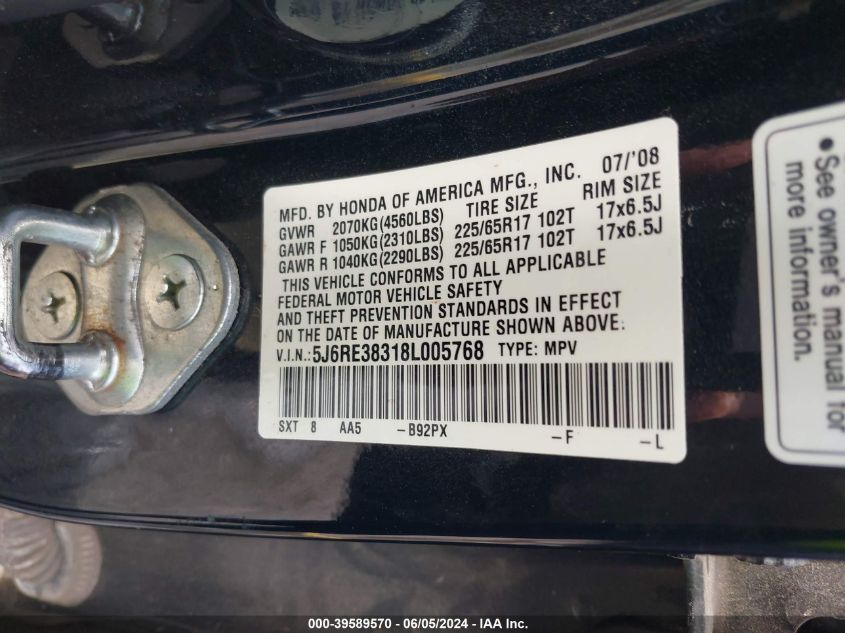 MFD. BY HONDA OF AMERICA MFG., INC. 07/'08
GVWR 2070KG(4560LBS) TIRE SIZE RIM SIZE
GAWR F 1050KG(2310LBS) 225/65R17 102T 17x6.5J
GAWR R 1040KG(2290LBS) 225/65R17 102T 17x6.5J
THIS VEHICLE CONFORMS TO ALL APPLICABLE
FEDERAL MOTOR VEHICLE SAFETY
AND THEFT PREVENTION STANDARDS IN EFFECT
ON THE DATE OF MANUFACTURE SHOWN ABOVE.
V.I.N.: 5J6RE38318L005768 TYPE: MPV
SXT 8 AA5 -B92PX -F -L
• See owner's manual for
more information.
000-39589570 - 06/05/2024 - IAA Inc.